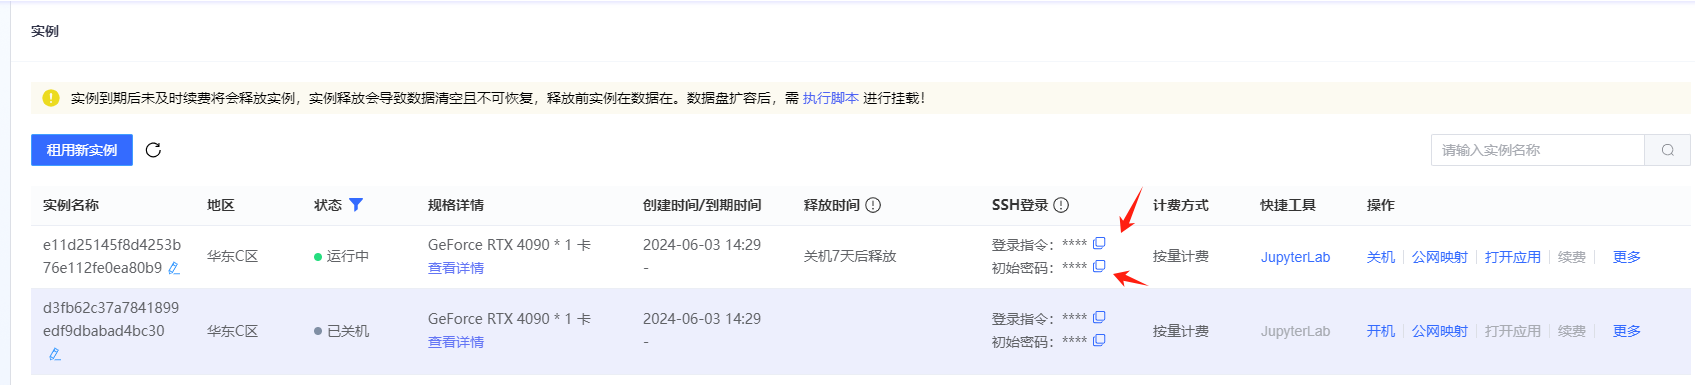 实例
实例到期后未及时续费将会释放实例，实例释放会导致数据清空且不可恢复，释放前实例在数据在。数据盘扩容后，需 执行脚本 进行挂载！
租用新实例
请输入实例名称
实例名称 地区 状态 规格详情 创建时间/到期时间 释放时间 SSH登录 计费方式 快捷工具 操作
e11d25145f8d4253b
76e112fe0ea80b9
华东C区
运行中
GeForce RTX 4090 * 1 卡
查看详情
2024-06-03 14:29
-
关机7天后释放
登录指令：****
初始密码：****
按量计费
JupyterLab
关机 公网映射 打开应用 续费 更多
d3fb62c37a7841899
edf9dbabad4bc30
华东C区
已关机
GeForce RTX 4090 * 1 卡
查看详情
2024-06-03 14:29
-
登录指令：****
初始密码：****
按量计费
JupyterLab
开机 公网映射 打开应用 续费 更多